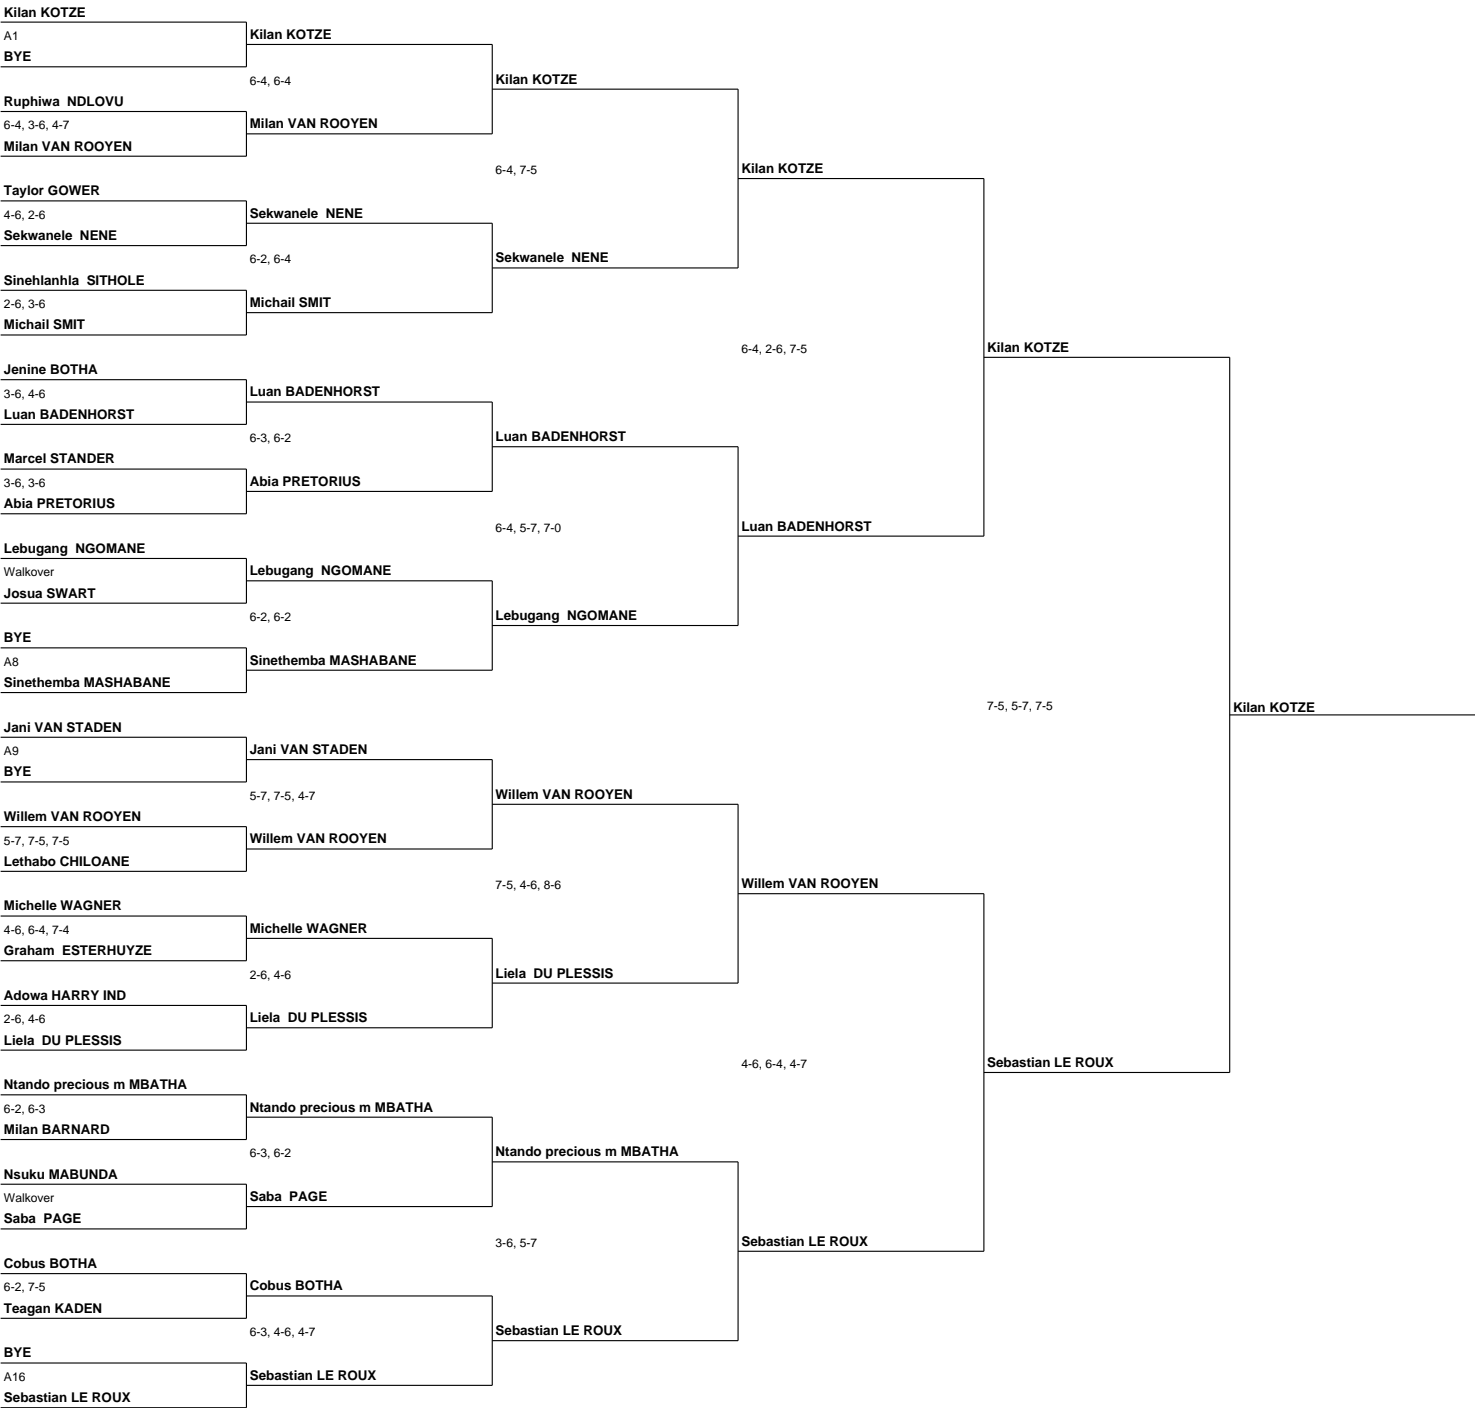 Kilan KOTZE
A1
BYE
Ruphiwa  NDLOVU
6-4, 3-6, 4-7
Milan VAN ROOYEN
Taylor GOWER
4-6, 2-6
Sekwanele  NENE
Sinehlanhla  SITHOLE
2-6, 3-6
Michail SMIT
Jenine BOTHA
3-6, 4-6
Luan BADENHORST
Marcel STANDER
3-6, 3-6
Abia PRETORIUS
Lebugang  NGOMANE
Walkover
Josua SWART
BYE
A8
Sinethemba MASHABANE
Jani VAN STADEN
A9
BYE
Willem VAN ROOYEN
5-7, 7-5, 7-5
Lethabo CHILOANE
Michelle WAGNER
4-6, 6-4, 7-4
Graham  ESTERHUYZE
Adowa HARRY IND
2-6, 4-6
Liela  DU PLESSIS
Ntando precious m MBATHA
6-2, 6-3
Milan BARNARD
Nsuku MABUNDA
Walkover
Saba  PAGE
Cobus BOTHA
6-2, 7-5
Teagan KADEN
BYE
A16
Sebastian LE ROUX
Kilan KOTZE
6-4, 6-4
Milan VAN ROOYEN
Sekwanele  NENE
6-2, 6-4
Michail SMIT
Luan BADENHORST
6-3, 6-2
Abia PRETORIUS
Lebugang  NGOMANE
6-2, 6-2
Sinethemba MASHABANE
Jani VAN STADEN
5-7, 7-5, 4-7
Willem VAN ROOYEN
Michelle WAGNER
2-6, 4-6
Liela  DU PLESSIS
Ntando precious m MBATHA
6-3, 6-2
Saba  PAGE
Cobus BOTHA
6-3, 4-6, 4-7
Sebastian LE ROUX
Kilan KOTZE
6-4, 7-5
Sekwanele  NENE
Luan BADENHORST
6-4, 5-7, 7-0
Lebugang  NGOMANE
Willem VAN ROOYEN
7-5, 4-6, 8-6
Liela  DU PLESSIS
Ntando precious m MBATHA
3-6, 5-7
Sebastian LE ROUX
Kilan KOTZE
6-4, 2-6, 7-5
Luan BADENHORST
Willem VAN ROOYEN
4-6, 6-4, 4-7
Sebastian LE ROUX
Kilan KOTZE
7-5, 5-7, 7-5
Sebastian LE ROUX
Kilan KOTZE